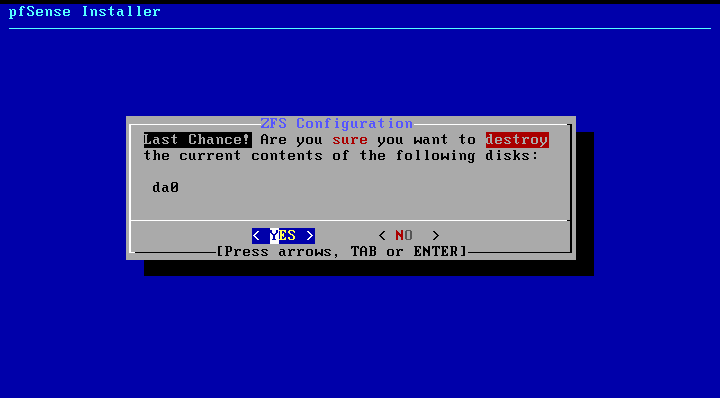 pfSense Installer
ZFS Configuration
Last Chance! Are you sure you want to destroy
the current contents of the following disks:
da0
< YES > < NO >
[Press arrows, TAB or ENTER]